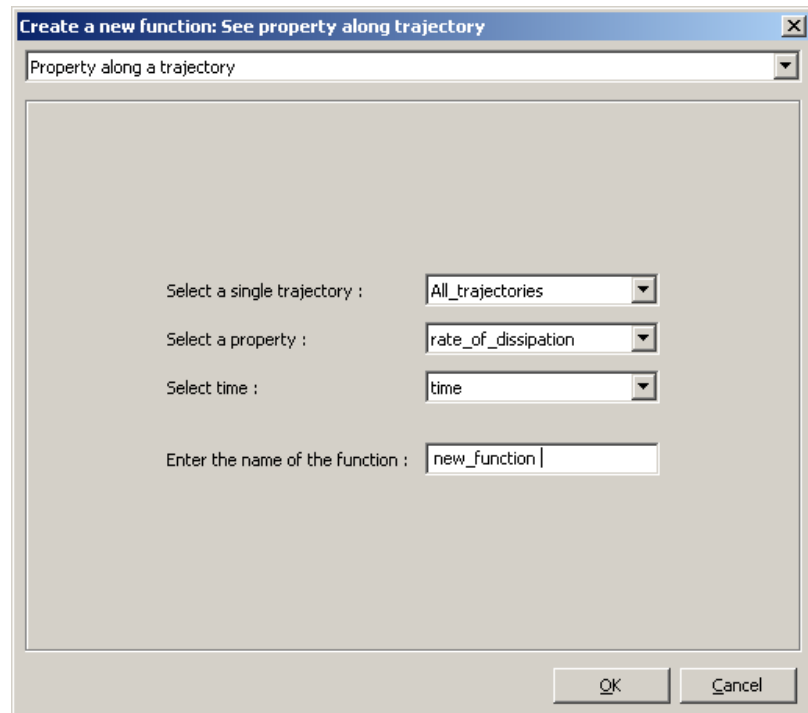 Create a new function: See property along trajectory
Property along a trajectory
Select a single trajectory : All_trajectories
Select a property : rate_of_dissipation
Select time : time
Enter the name of the function : new_function
OK Cancel